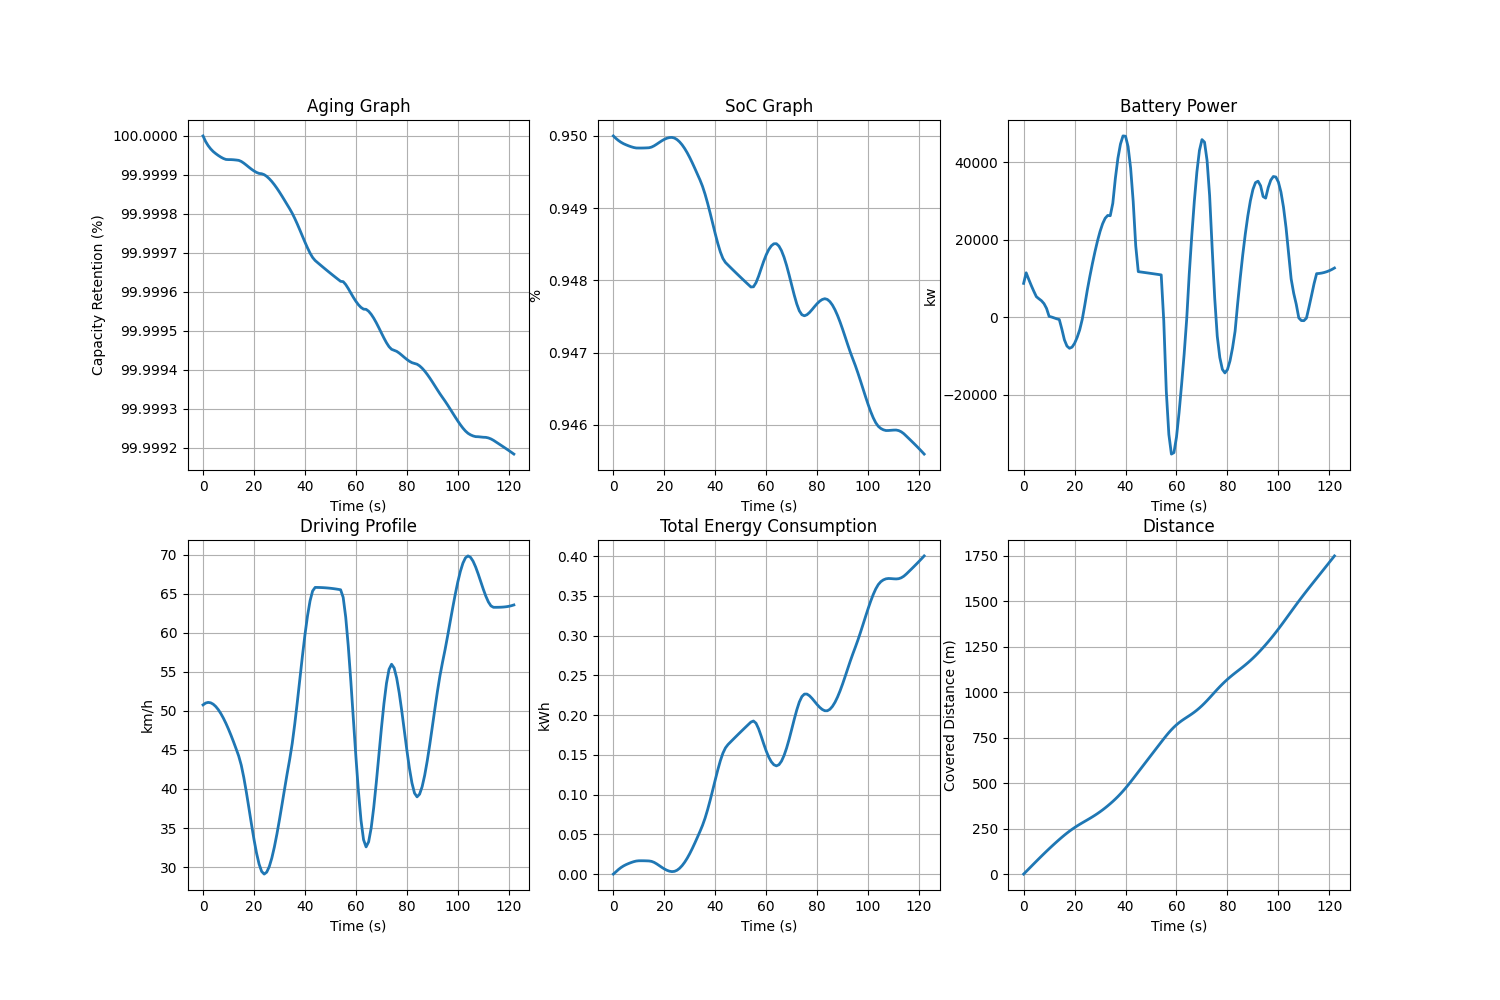 Aging Graph
Capacity Retention (%)
100.0000
99.9999
99.9998
99.9997
99.9996
99.9995
99.9994
99.9993
99.9992
0 20 40 60 80 100 120
Time (s)
SoC Graph
%
0.950
0.949
0.948
0.947
0.946
0 20 40 60 80 100 120
Time (s)
Battery Power
kw
40000
20000
0
−20000
0 20 40 60 80 100 120
Time (s)
Driving Profile
km/h
70
65
60
55
50
45
40
35
30
0 20 40 60 80 100 120
Time (s)
Total Energy Consumption
kWh
0.40
0.35
0.30
0.25
0.20
0.15
0.10
0.05
0.00
0 20 40 60 80 100 120
Time (s)
Distance
Covered Distance (m)
1750
1500
1250
1000
750
500
250
0
0 20 40 60 80 100 120
Time (s)